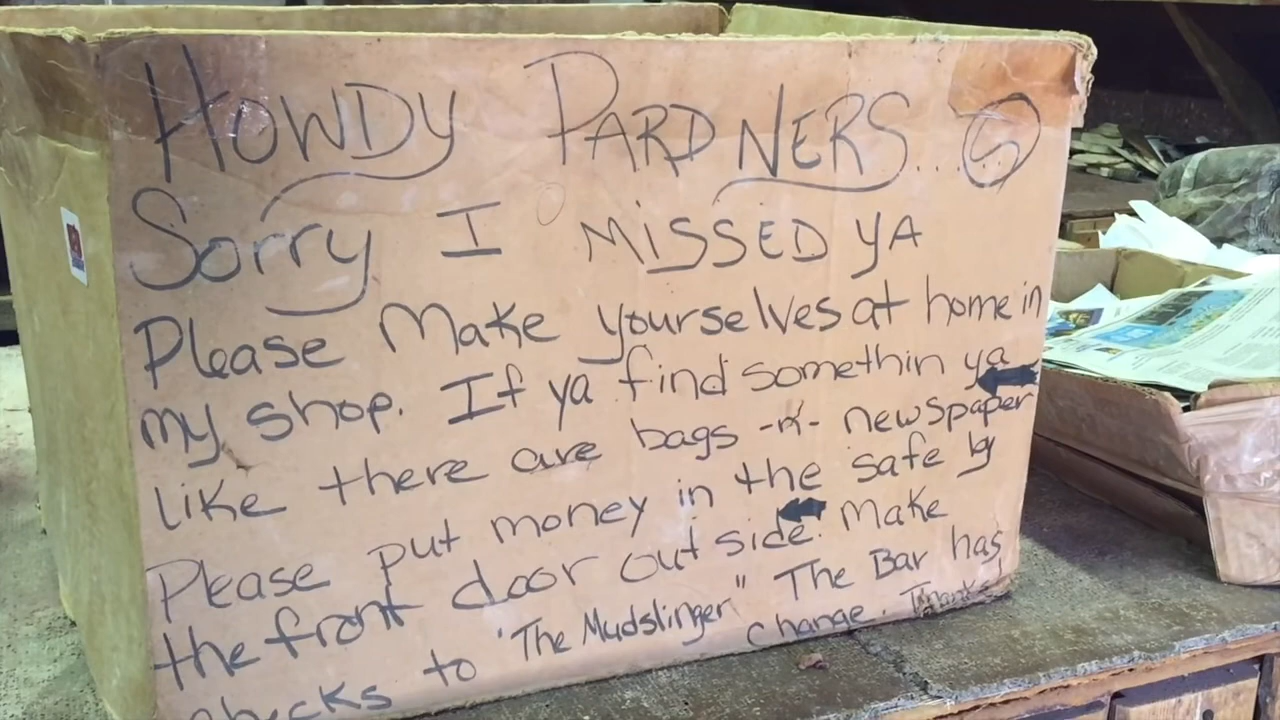 HOWDY PARDNERS...
Sorry I MISSED YA
Please Make yourselves at home in
my shop. If ya find somethin ya
like there are bags -n- newspaper
Please put money in the safe by
the front door out side. Make
checks to "The Mudslinger" The Bar has
change. Thanks!